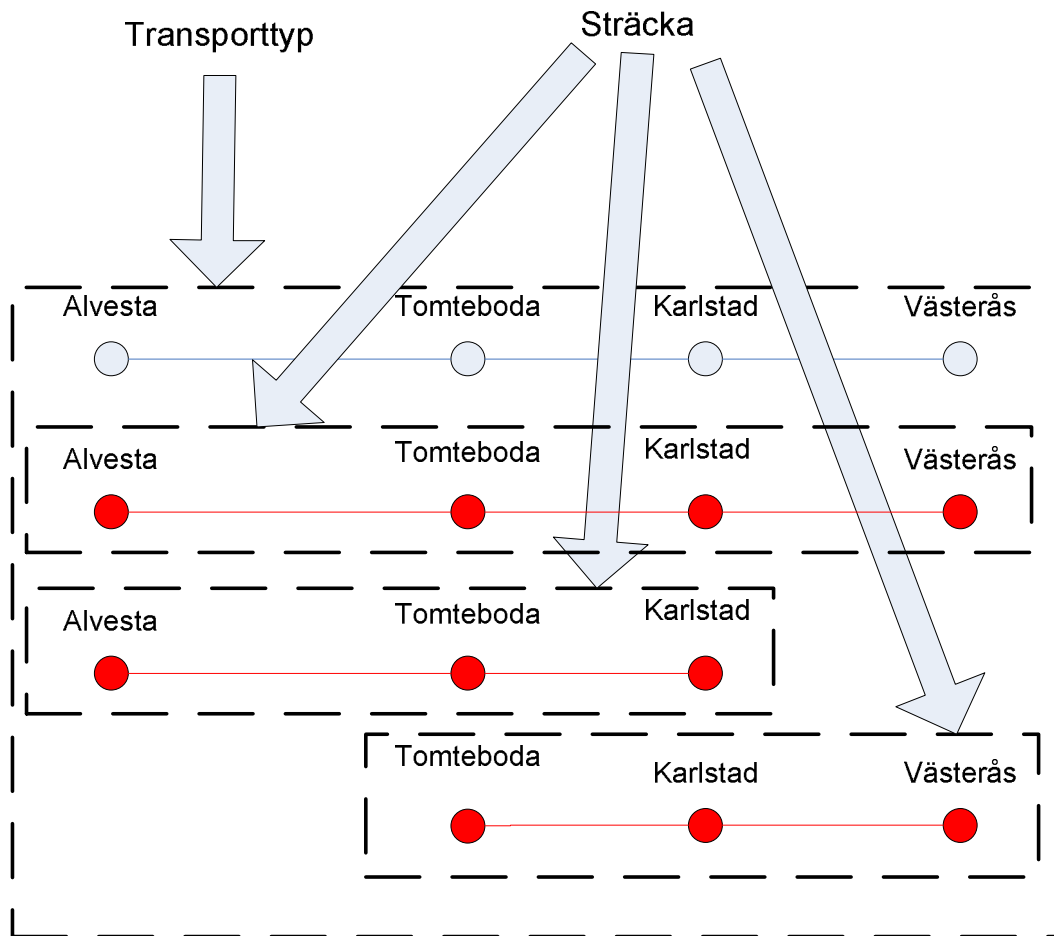 Transporttyp
Sträcka
Alvesta Tomteboda Karlstad Västerås
Alvesta Tomteboda Karlstad Västerås
Alvesta Tomteboda Karlstad
Tomteboda Karlstad Västerås